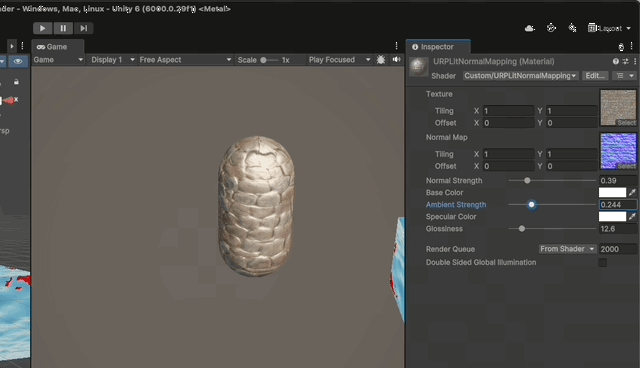 der - Windows, Mac, Linux - Unity 6 (6000.0.29f1) <Metal>
Layout
Game
Inspector
URPLitNormalMapping (Material)
Shader Custom/URPLitNormalMapping Edit...
Game Display 1 Free Aspect Scale 1x Play Focused
Texture
Tiling X 1 Y 1
Offset X 0 Y 0
Select
Normal Map
Tiling X 1 Y 1
Offset X 0 Y 0
Select
Normal Strength 0.39
Base Color
Ambient Strength 0.244
Specular Color
Glossiness 12.6
Render Queue From Shader 2000
Double Sided Global Illumination